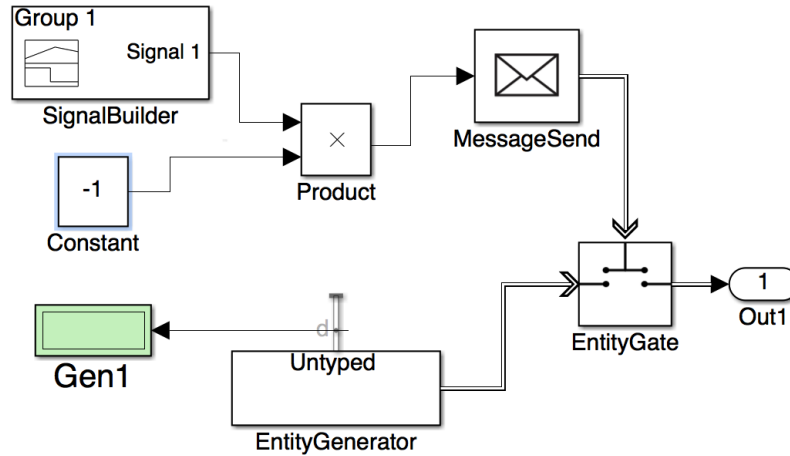 Group 1
Signal 1
SignalBuilder
MessageSend
-1
Product
Constant
1
Out1
EntityGate
d
Gen1
Untyped
EntityGenerator